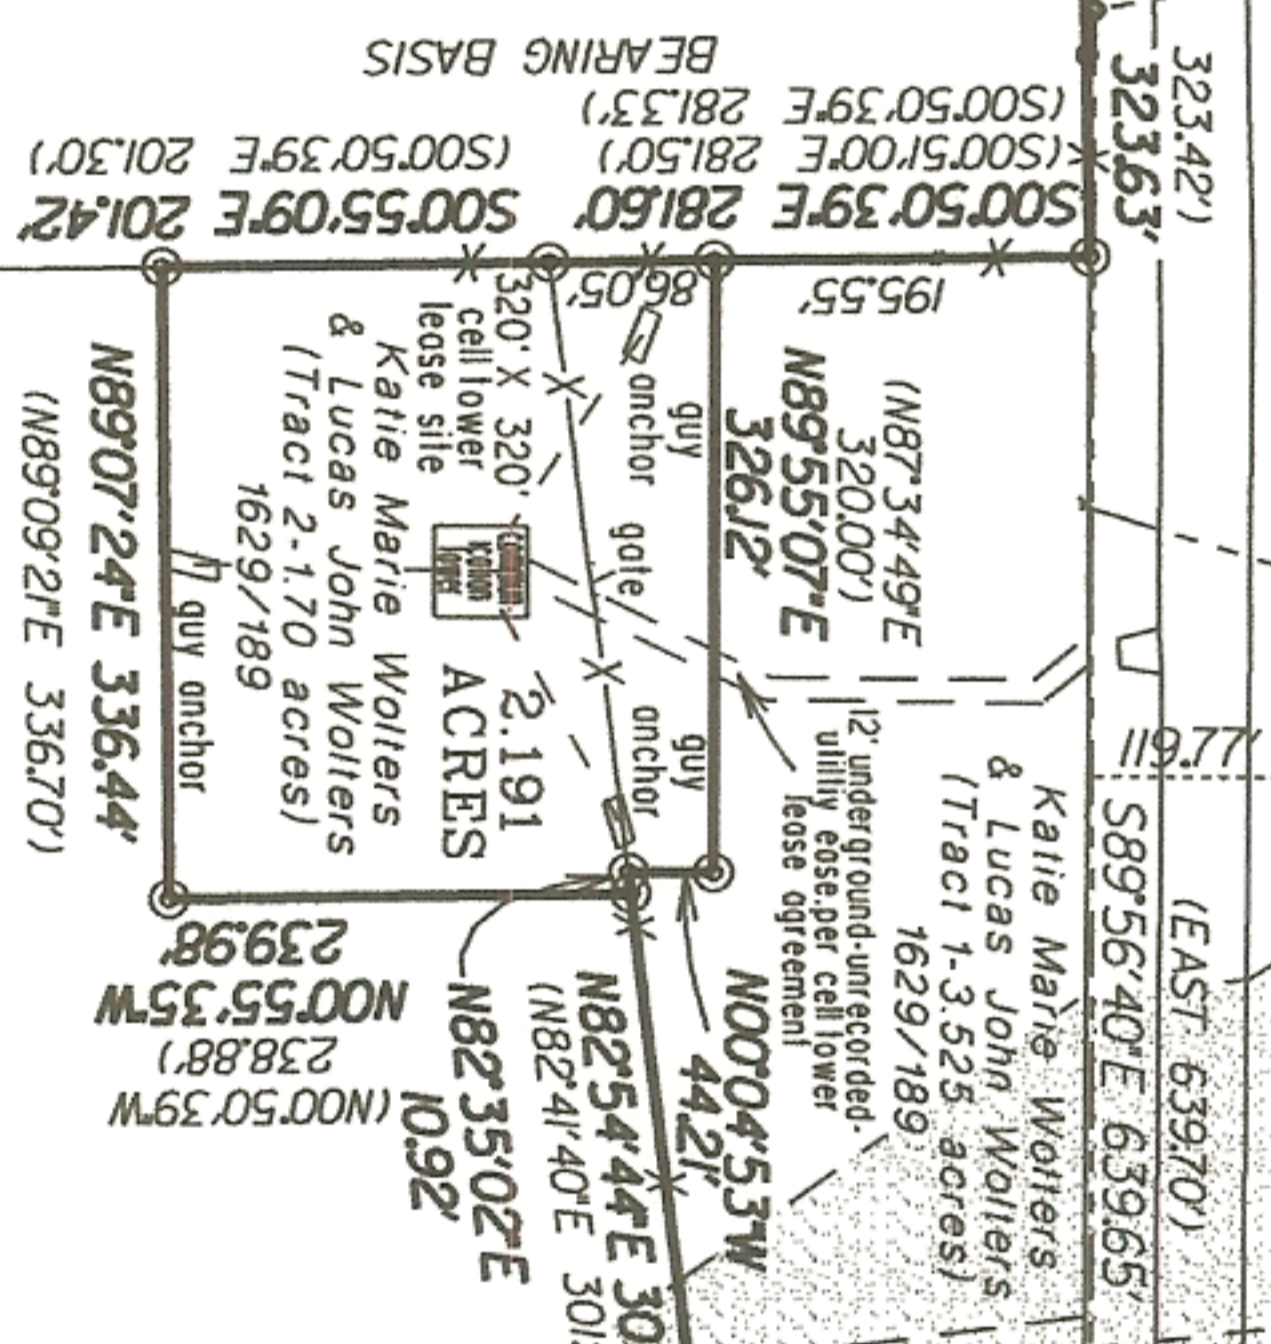 BEARING BASIS
(S00°50'39"E 281.33')
(S00°51'00"E 281.50')
S00°50'39"E 281.60'
(S00°50'39"E 201.30')
S00°55'09"E 201.42'
195.55'
86.05'
323.42')
323.63'
(N87°34'49"E
320.00')
N89°55'07"E
326.12'
guy
anchor
gate
guy
anchor
320' X 320'
cell tower
lease site
Katie Marie Wolters
& Lucas John Wolters
(Tract 2-1.70 acres)
1629/189
tower
2.191
ACRES
guy anchor
N89°07'24"E 336.44'
(N89°09'21"E 336.70')
12' underground-unrecorded-
utility ease.per cell tower
lease agreement
119.77'
(EAST 639.70')
S89°56'40"E 639.65'
Katie Marie Wolters
& Lucas John Wolters
(Tract 1-3.525 acres)
1629/189
N00°04'53"W
44.21'
N82°54'44"E 30
(N82°41'40"E 301.
N82°35'02"E
10.92'
239.98'
N00°55'35"W
238.88')
(N00°50'39"W